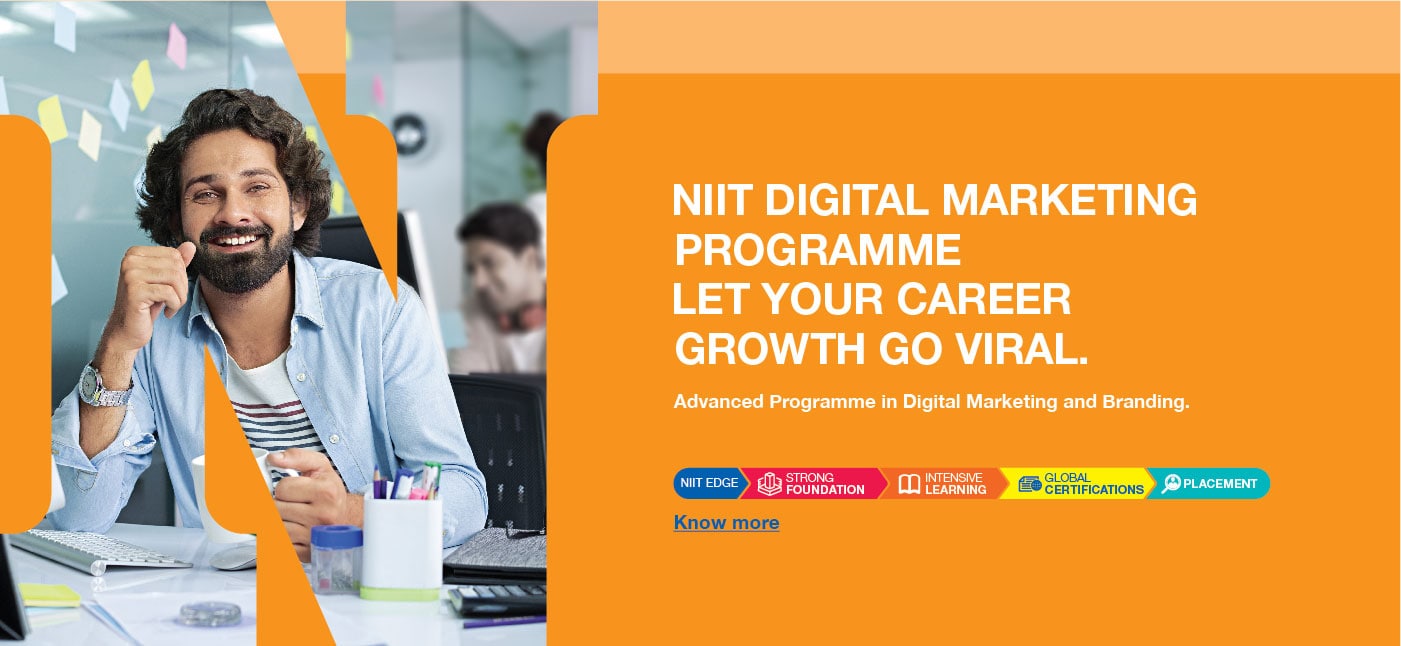 NIIT DIGITAL MARKETING
PROGRAMME
LET YOUR CAREER
GROWTH GO VIRAL.
Advanced Programme in Digital Marketing and Branding.
NIIT EDGE
STRONG
FOUNDATION
INTENSIVE
LEARNING
GLOBAL
CERTIFICATIONS
PLACEMENT
Know more